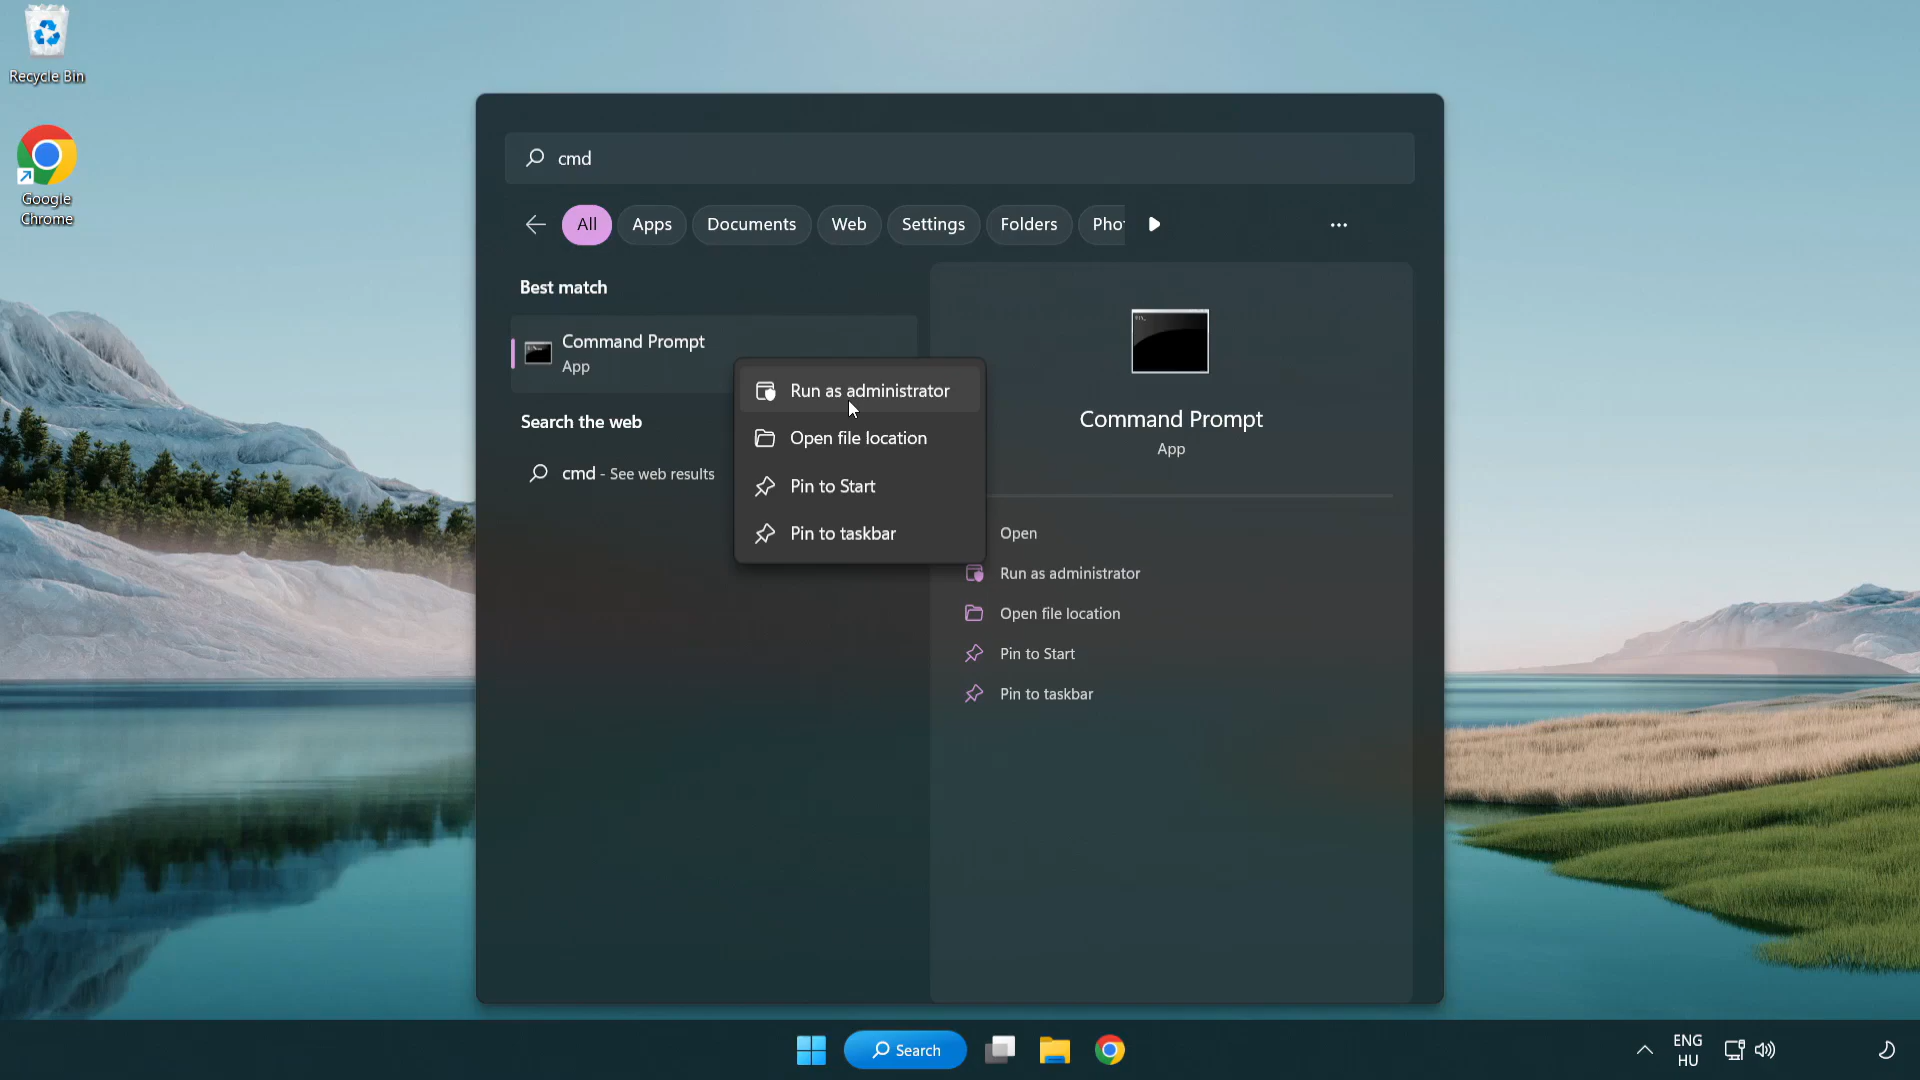 Recycle Bin
Google
Chrome
cmd
All
Apps
Documents
Web
Settings
Folders
Pho
Best match
Command Prompt
App
Search the web
cmd - See web results
Run as administrator
Open file location
Pin to Start
Pin to taskbar
Command Prompt
App
Open
Run as administrator
Open file location
Pin to Start
Pin to taskbar
Search
ENG
HU